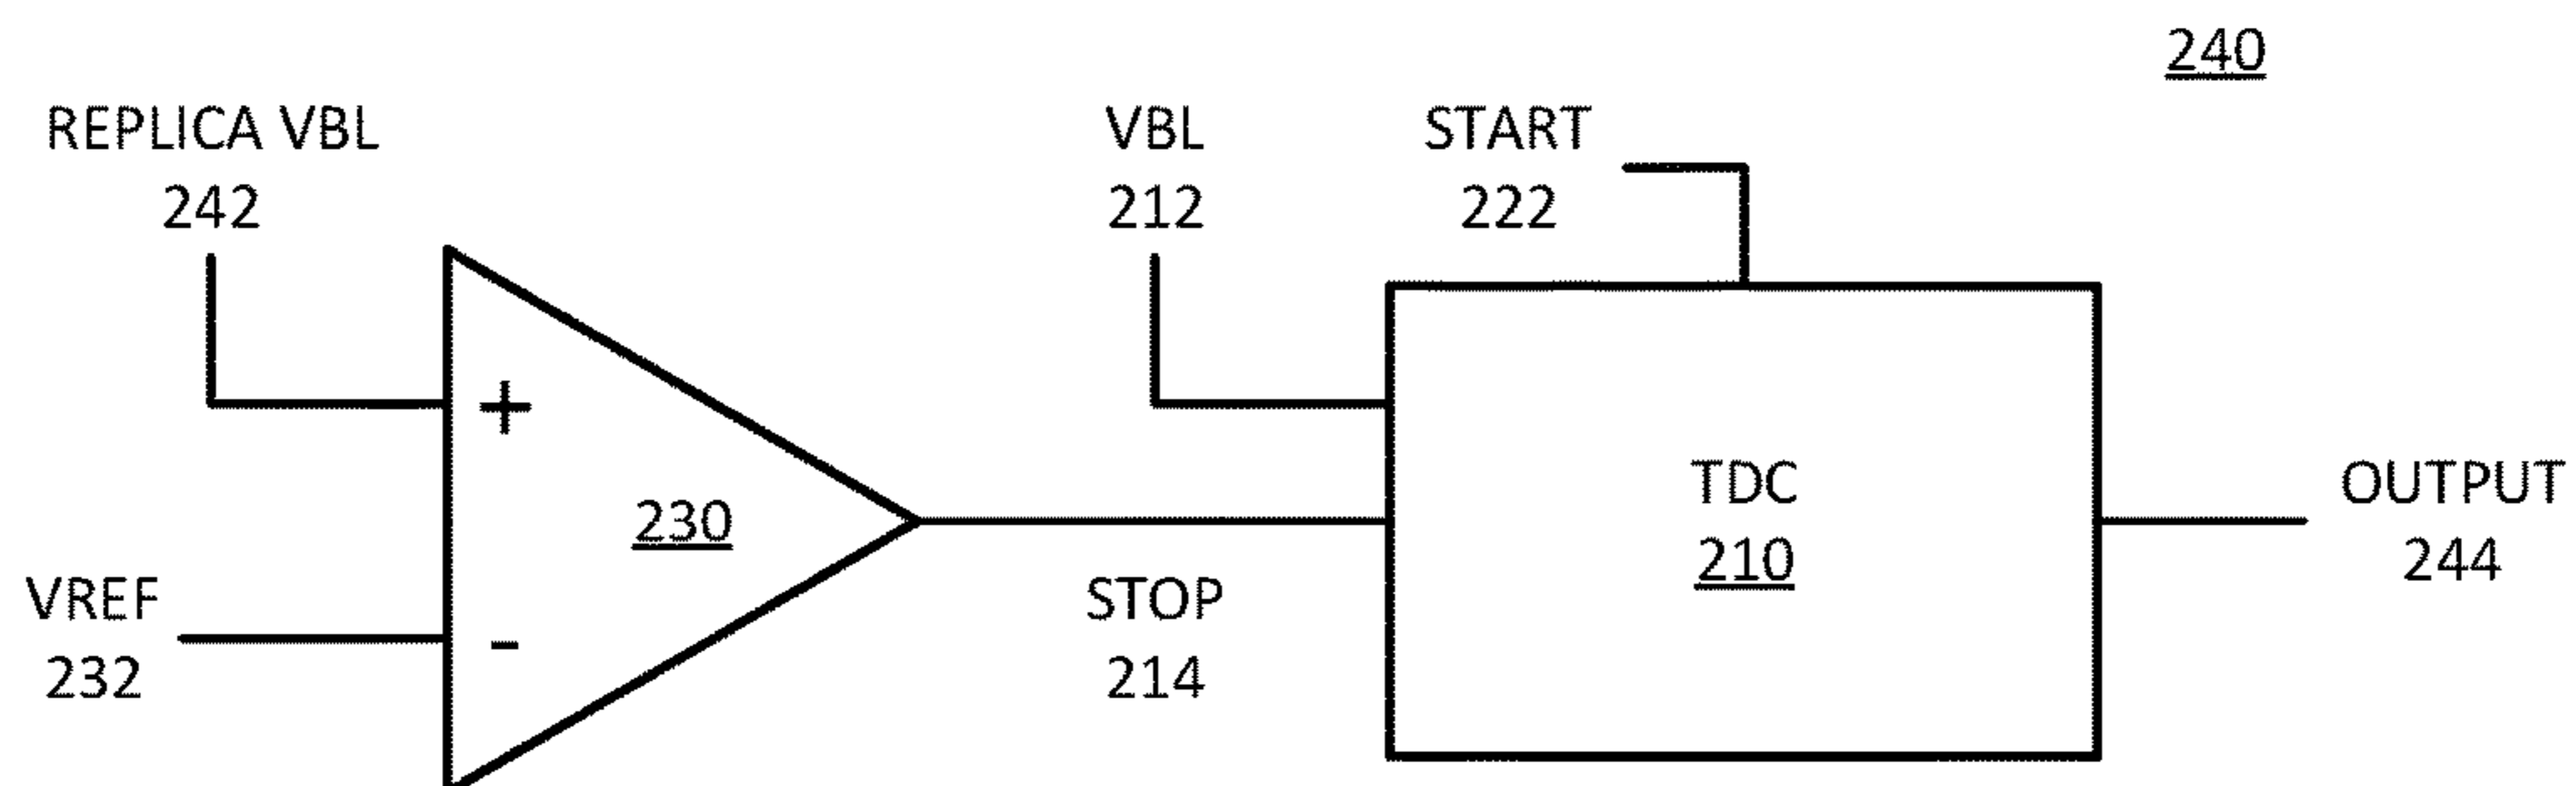 240
REPLICA VBL
242
VBL
212
START
222
+
230
-
VREF
232
STOP
214
TDC
210
OUTPUT
244